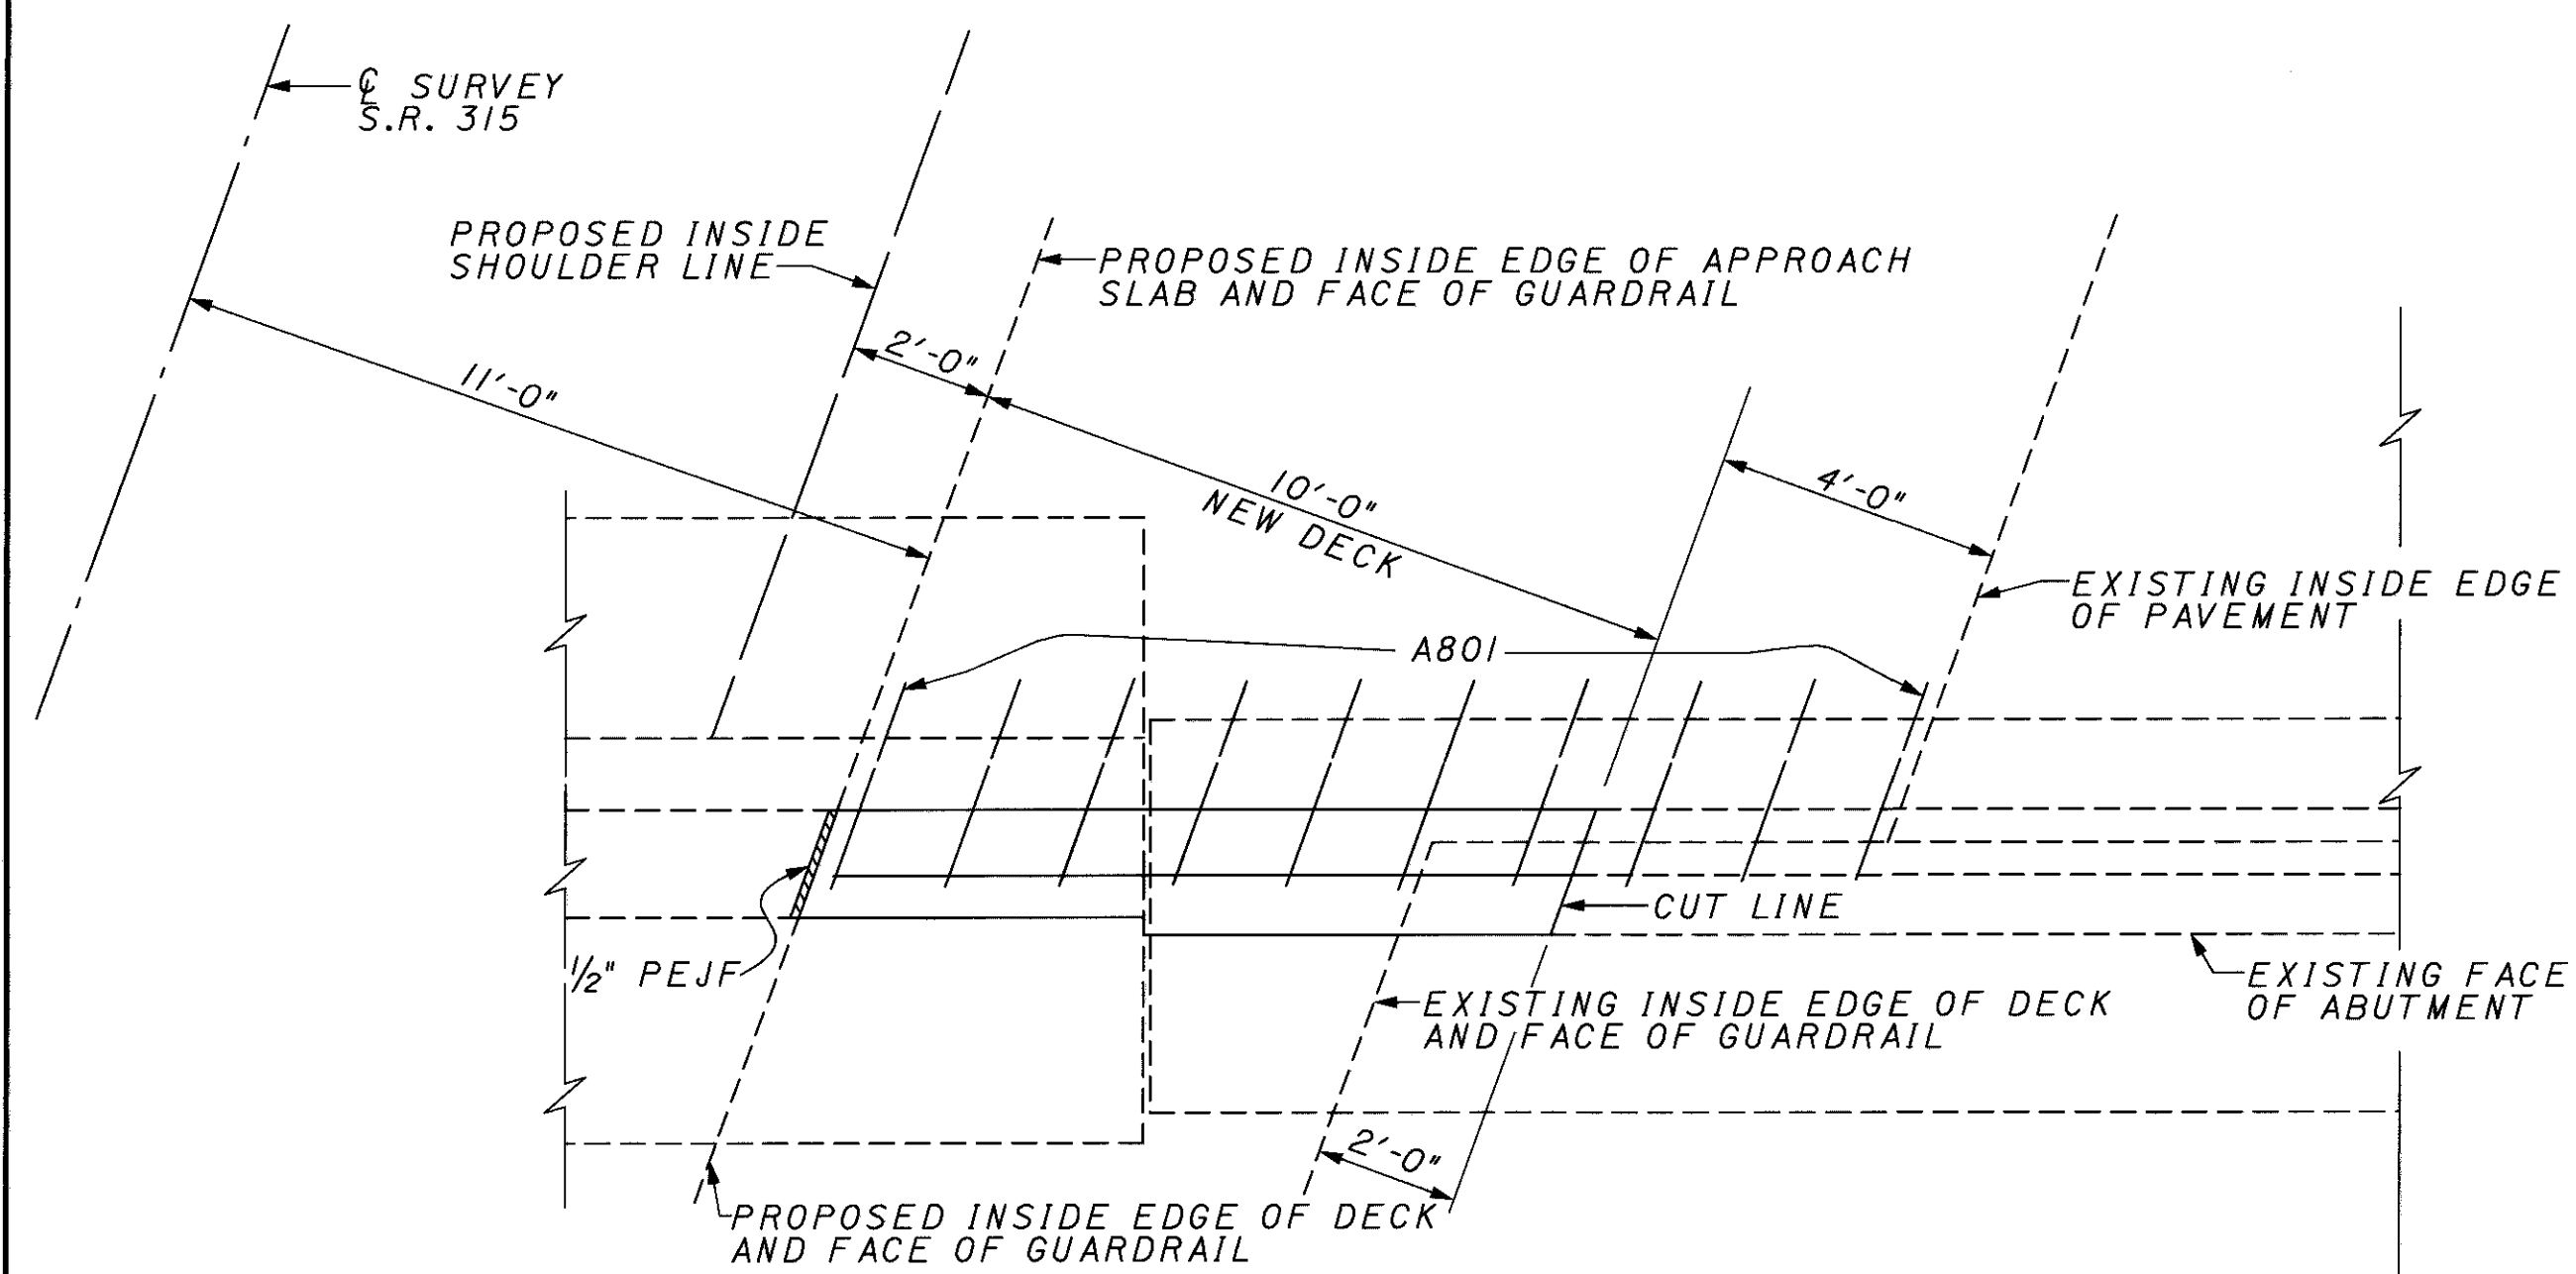 ℄ SURVEY
S.R. 315
PROPOSED INSIDE
SHOULDER LINE
PROPOSED INSIDE EDGE OF APPROACH
SLAB AND FACE OF GUARDRAIL
2'-0"
11'-0"
10'-0"
NEW DECK
4'-0"
EXISTING INSIDE EDGE
OF PAVEMENT
A801
CUT LINE
1/2" PEJF
EXISTING INSIDE EDGE OF DECK
AND FACE OF GUARDRAIL
EXISTING FACE
OF ABUTMENT
2'-0"
PROPOSED INSIDE EDGE OF DECK
AND FACE OF GUARDRAIL